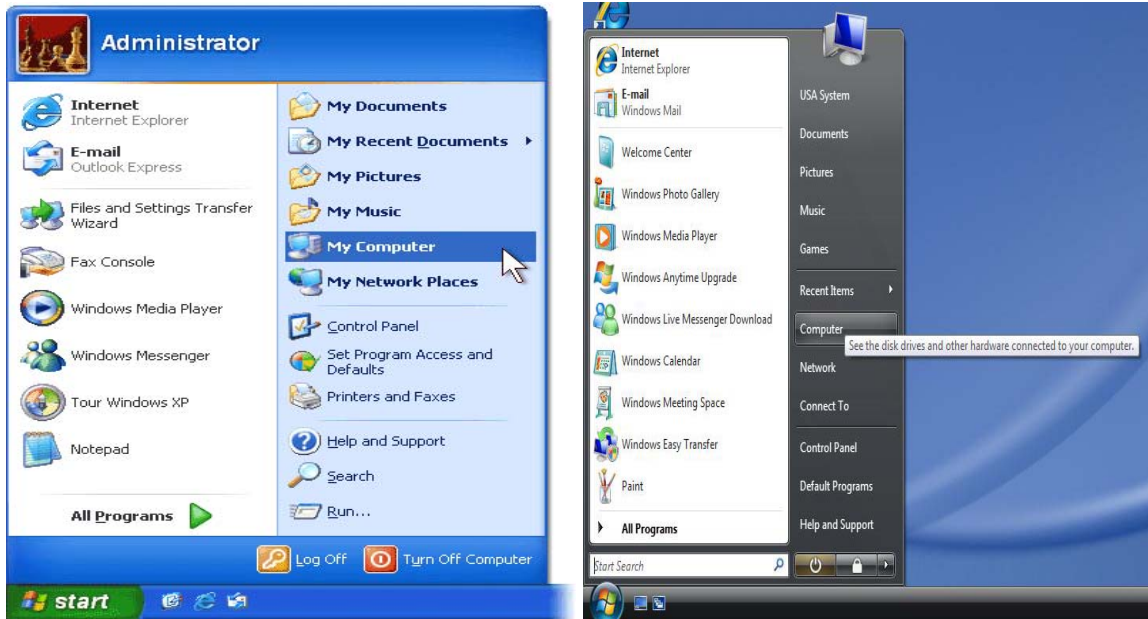 Administrator
Internet
Internet Explorer
E-mail
Outlook Express
Files and Settings Transfer
Wizard
Fax Console
Windows Media Player
Windows Messenger
Tour Windows XP
Notepad
All Programs
My Documents
My Recent Documents
My Pictures
My Music
My Computer
My Network Places
Control Panel
Set Program Access and
Defaults
Printers and Faxes
Help and Support
Search
Run...
Log Off
Turn Off Computer
start
Internet
Internet Explorer
E-mail
Windows Mail
Welcome Center
Windows Photo Gallery
Windows Media Player
Windows Anytime Upgrade
Windows Live Messenger Download
Windows Calendar
Windows Meeting Space
Windows Easy Transfer
Paint
All Programs
Start Search
USA System
Documents
Pictures
Music
Games
Recent Items
Computer
See the disk drives and other hardware connected to your computer.
Network
Connect To
Control Panel
Default Programs
Help and Support